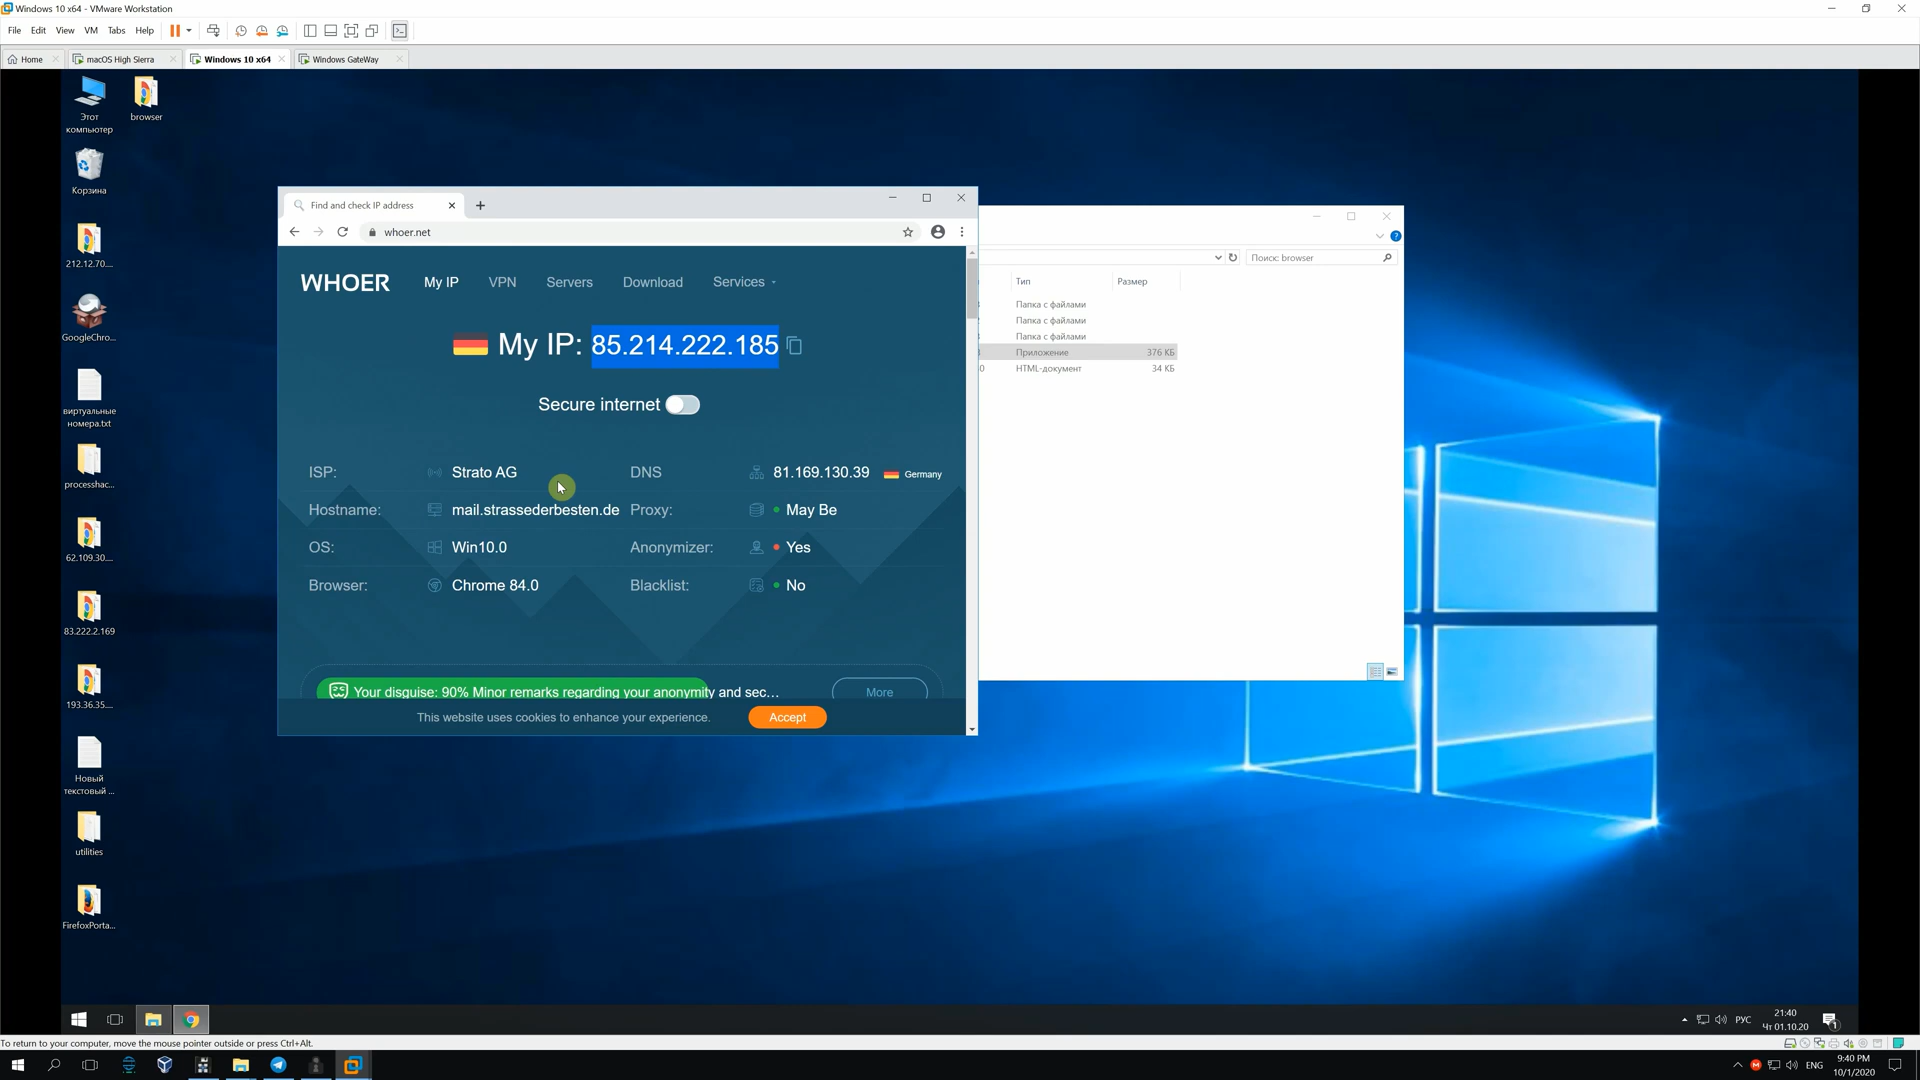 Windows 10 x64 - VMware Workstation
File Edit View VM Tabs Help
Home
macOS High Sierra
Windows 10 x64
Windows GateWay
Этот компьютер
browser
Корзина
212.12.70....
GoogleChro...
виртуальные номера.txt
processhac...
62.109.30....
83.222.2.169
193.36.35....
Новый текстовый ...
utilities
FirefoxPorta...
Find and check IP address
whoer.net
WHOER
My IP VPN Servers Download Services
My IP: 85.214.222.185
Secure internet
ISP: Strato AG DNS 81.169.130.39 Germany
Hostname: mail.strassederbesten.de Proxy: May Be
OS: Win10.0 Anonymizer: Yes
Browser: Chrome 84.0 Blacklist: No
Your disguise: 90% Minor remarks regarding your anonymity and sec...
More
This website uses cookies to enhance your experience.
Accept
Поиск: browser
Тип Размер
Папка с файлами
Папка с файлами
Папка с файлами
Приложение 376 КБ
HTML-документ 34 КБ
РУС
21:40
Чт 01.10.20
1
To return to your computer, move the mouse pointer outside or press Ctrl+Alt.
ENG
9:40 PM
10/1/2020